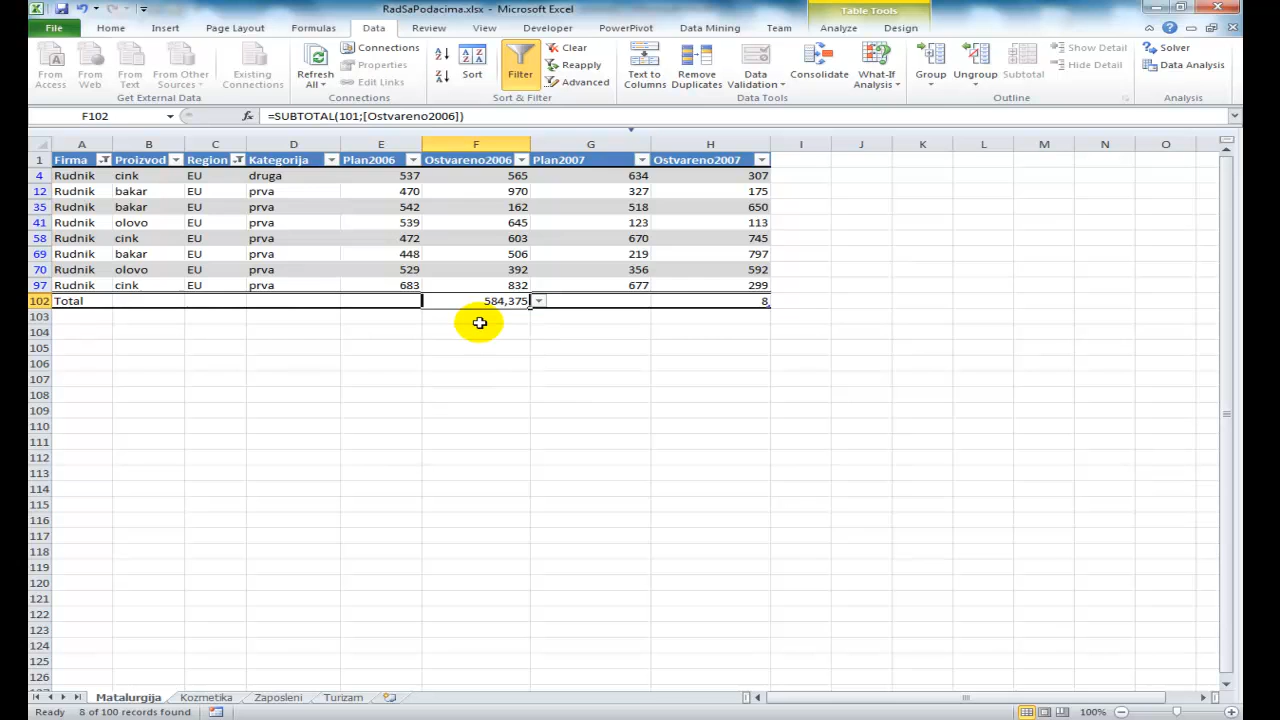 RadSaPodacima.xlsx - Microsoft Excel
Table Tools
File Home Insert Page Layout Formulas Data Review View Developer PowerPivot Data Mining Team Analyze Design
From Access
From Web
From Text
From Other Sources
Existing Connections
Get External Data
Refresh All
Connections
Properties
Edit Links
Connections
Sort
Filter
Clear
Reapply
Advanced
Sort & Filter
Text to Columns
Remove Duplicates
Data Validation
Consolidate
What-If Analysis
Data Tools
Group
Ungroup
Subtotal
Show Detail
Hide Detail
Outline
Solver
Data Analysis
Analysis
F102 fx =SUBTOTAL(101;[Ostvareno2006])
A B C D E F G H I J K L M N O
1 Firma Proizvod Region Kategorija Plan2006 Ostvareno2006 Plan2007 Ostvareno2007
4 Rudnik cink EU druga 537 565 634 307
12 Rudnik bakar EU prva 470 970 327 175
35 Rudnik bakar EU prva 542 162 518 650
41 Rudnik olovo EU prva 539 645 123 113
58 Rudnik cink EU prva 472 603 670 745
69 Rudnik bakar EU prva 448 506 219 797
70 Rudnik olovo EU prva 529 392 356 592
97 Rudnik cink EU prva 683 832 677 299
102 Total 584,375 8
103
104
105
106
107
108
109
110
111
112
113
114
115
116
117
118
119
120
121
122
123
124
125
126
Matalurgija Kozmetika Zaposleni Turizam
Ready 8 of 100 records found 100%